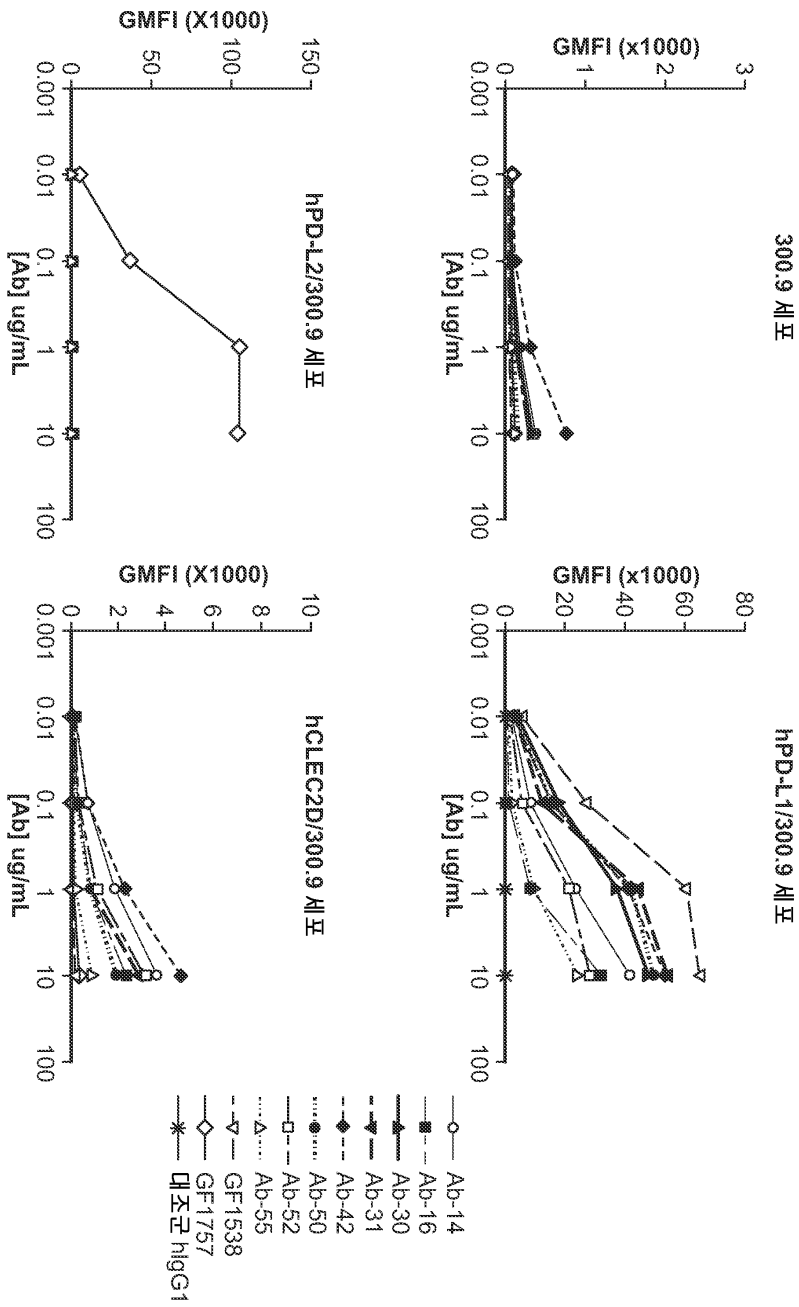 300.9 세포
GMFI (x1000)
3
2
1
0
0.001
0.01
0.1
1
10
100
[Ab] ug/mL
hPD-L1/300.9 세포
GMFI (x1000)
80
60
40
20
0
0.001
0.01
0.1
1
10
100
[Ab] ug/mL
hPD-L2/300.9 세포
GMFI (X1000)
150
100
50
0
0.001
0.01
0.1
1
10
100
[Ab] ug/mL
hCLEC2D/300.9 세포
GMFI (X1000)
10
8
6
4
2
0
0.001
0.01
0.1
1
10
100
[Ab] ug/mL
Ab-14
Ab-16
Ab-30
Ab-31
Ab-42
Ab-50
Ab-52
Ab-55
GF1538
GF1757
대조군 hIgG1